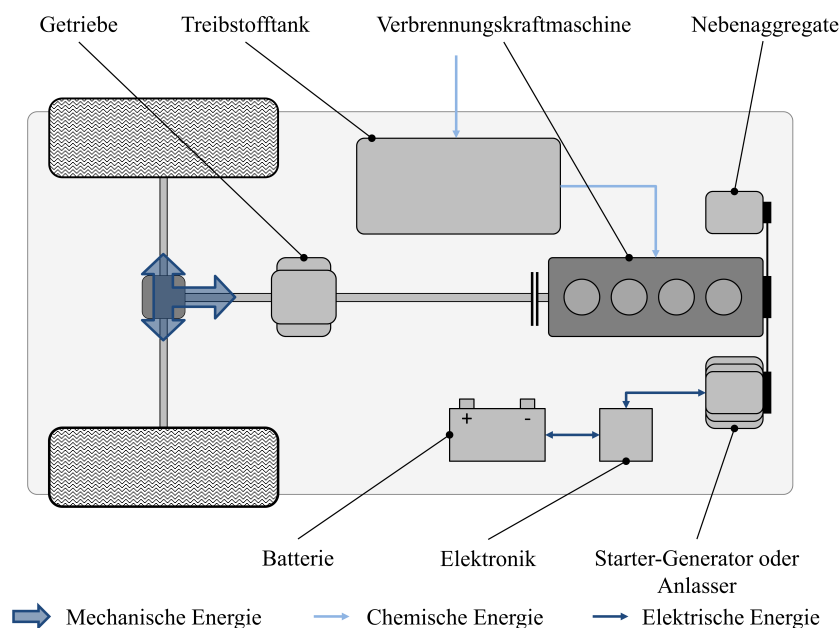 Getriebe
Treibstofftank
Verbrennungskraftmaschine
Nebenaggregate
+ -
Batterie
Elektronik
Starter-Generator oder
Anlasser
Mechanische Energie
Chemische Energie
Elektrische Energie